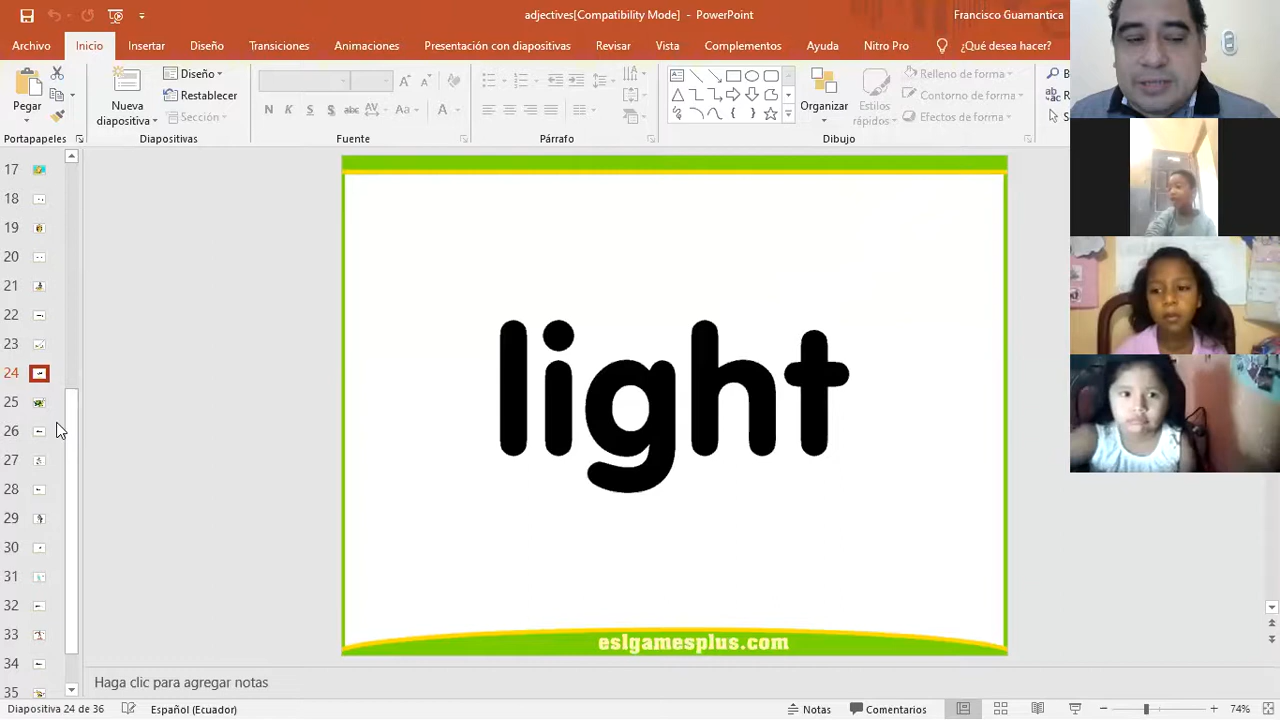 adjectives[Compatibility Mode] - PowerPoint
Francisco Guamantica
Archivo Inicio Insertar Diseño Transiciones Animaciones Presentación con diapositivas Revisar Vista Complementos Ayuda Nitro Pro ¿Qué desea hacer?
Pegar
Nueva diapositiva
Diseño
Restablecer
Sección
N K S abc AV Aa A
Organizar
Estilos rápidos
Relleno de forma
Contorno de forma
Efectos de forma
B
R
S
Portapapeles Diapositivas Fuente Párrafo Dibujo
17
18
19
20
21
22
23
24
25
26
27
28
29
30
31
32
33
34
35
light
eslgamesplus.com
Haga clic para agregar notas
Diapositiva 24 de 36 Español (Ecuador) Notas Comentarios 74%